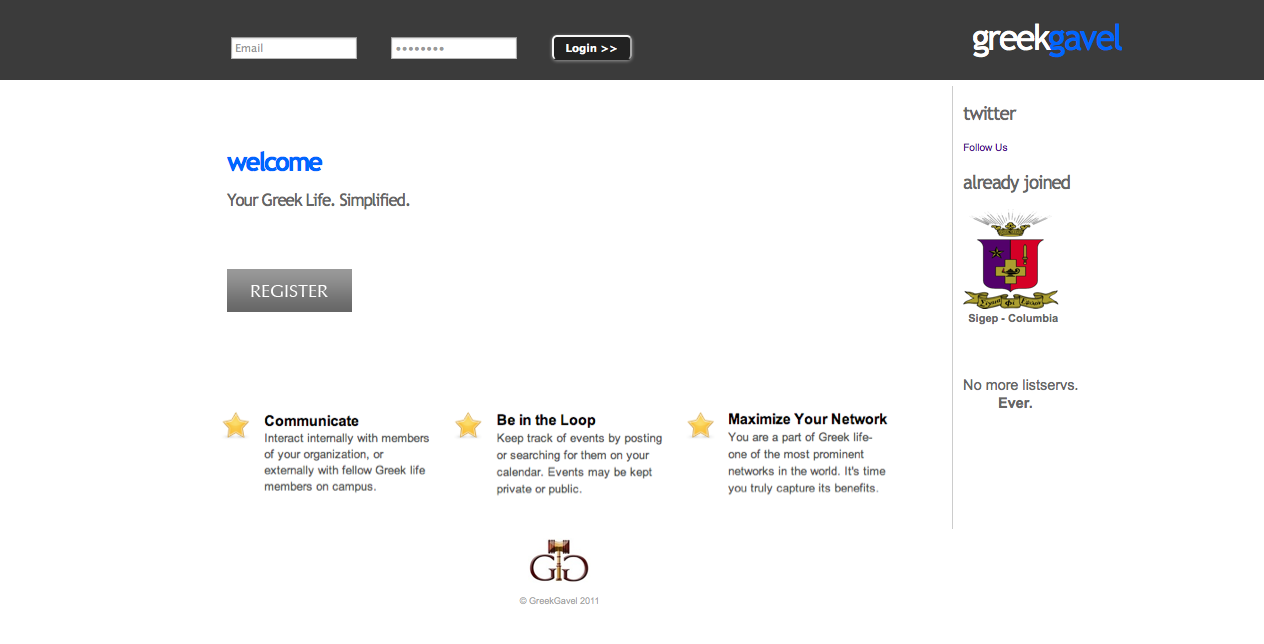 Email
Login >>
greekgavel
welcome
Your Greek Life. Simplified.
REGISTER
Communicate
Interact internally with members
of your organization, or
externally with fellow Greek life
members on campus.
Be in the Loop
Keep track of events by posting
or searching for them on your
calendar. Events may be kept
private or public.
Maximize Your Network
You are a part of Greek life-
one of the most prominent
networks in the world. It's time
you truly capture its benefits.
twitter
Follow Us
already joined
Sigep - Columbia
No more listservs.
Ever.
GG
© GreekGavel 2011